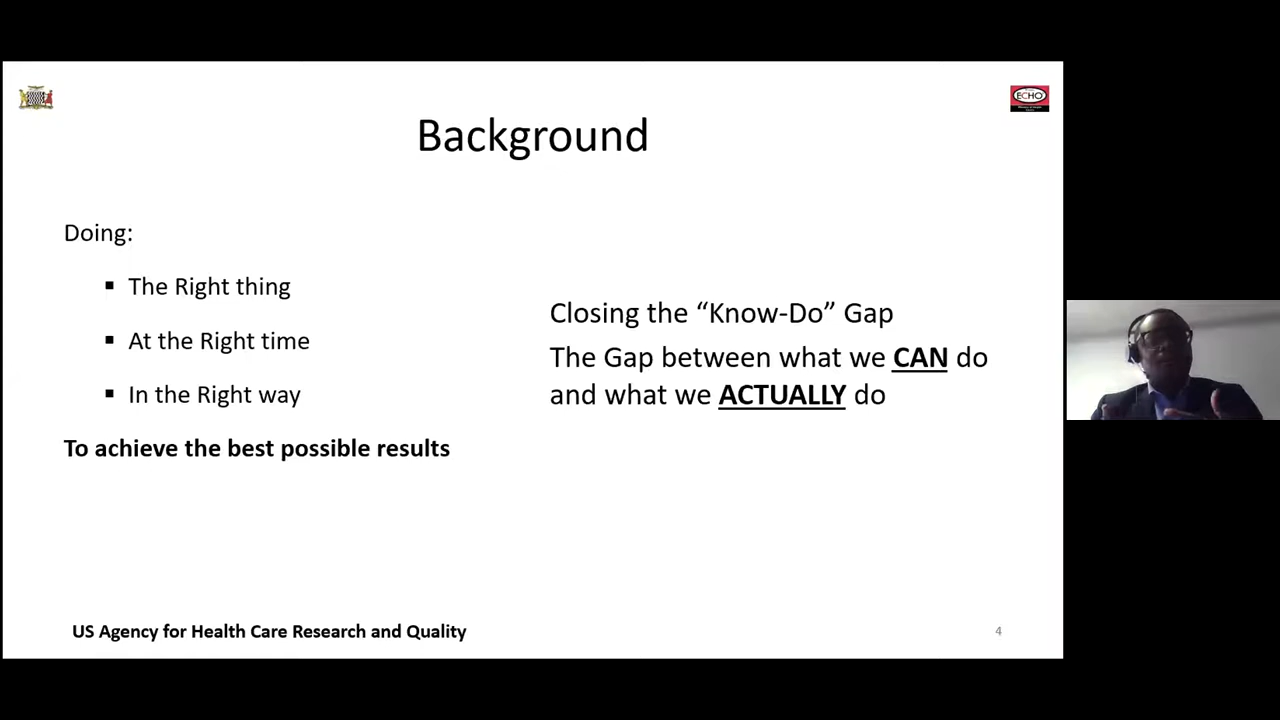 ECHO
Background
Doing:
▪ The Right thing
▪ At the Right time
▪ In the Right way
To achieve the best possible results
Closing the “Know-Do” Gap
The Gap between what we CAN do
and what we ACTUALLY do
US Agency for Health Care Research and Quality
4